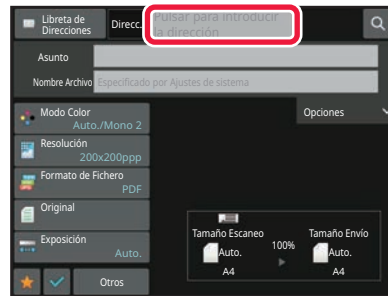 Libreta de
Direcciones
Direcc.
Pulsar para introducir
la dirección
Asunto
Nombre Archivo
Especificado por Ajustes de sistema
Modo Color
Auto./Mono 2
Opciones
Resolución
200x200ppp
Formato de Fichero
PDF
Original
Exposición
Auto.
Tamaño Escaneo
100%
Tamaño Envío
Auto.
Auto.
A4
A4
Otros